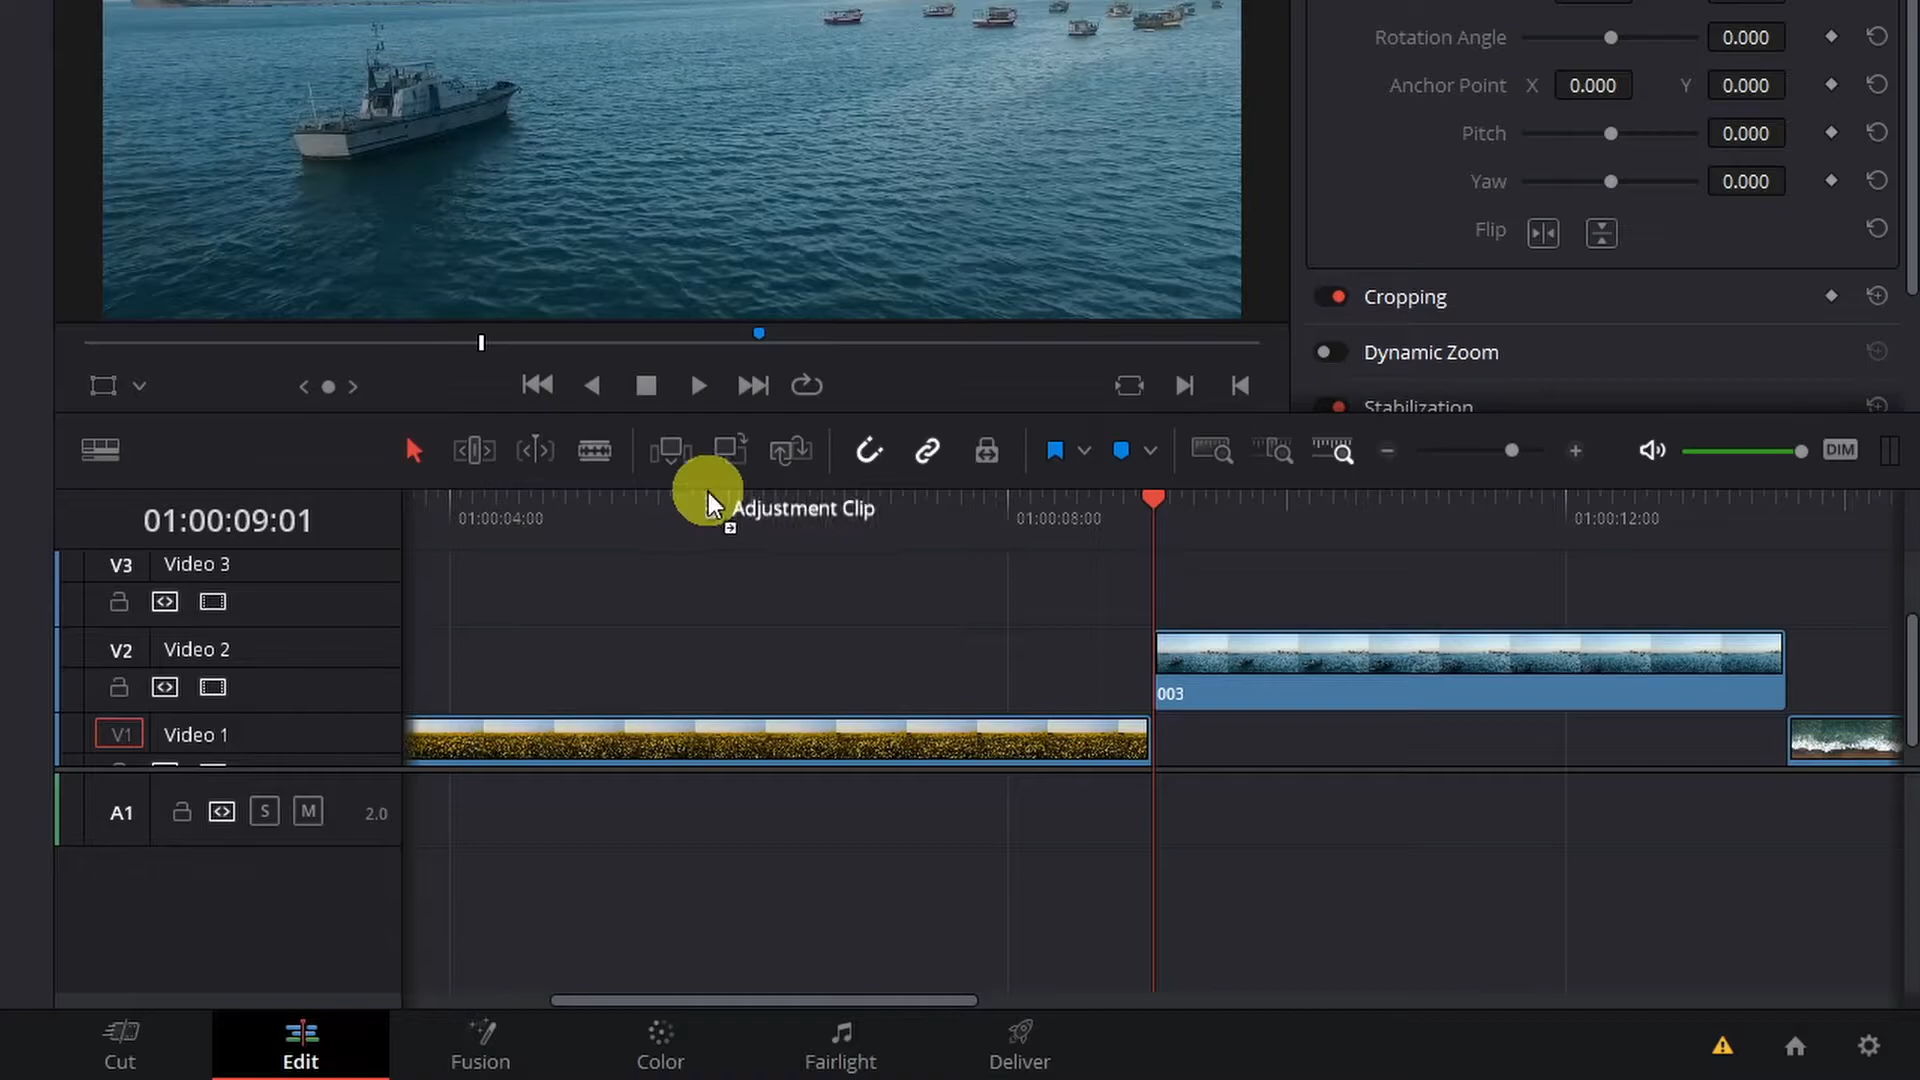 Rotation Angle 0.000
Anchor Point X 0.000 Y 0.000
Pitch 0.000
Yaw 0.000
Flip
Cropping
Dynamic Zoom
Stabilization
DIM
01:00:09:01
01:00:04:00
01:00:08:00
01:00:12:00
Adjustment Clip
V3 Video 3
V2 Video 2
003
V1 Video 1
A1 S M 2.0
Cut
Edit
Fusion
Color
Fairlight
Deliver